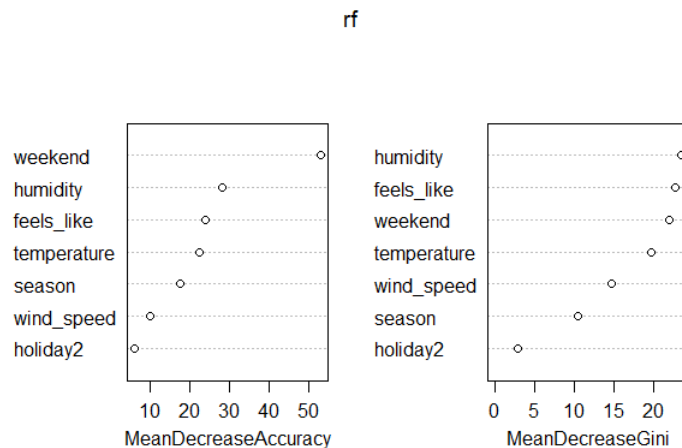 rf
weekend
humidity
feels_like
temperature
season
wind_speed
holiday2
10 20 30 40 50
MeanDecreaseAccuracy
humidity
feels_like
weekend
temperature
wind_speed
season
holiday2
0 5 10 15 20
MeanDecreaseGini